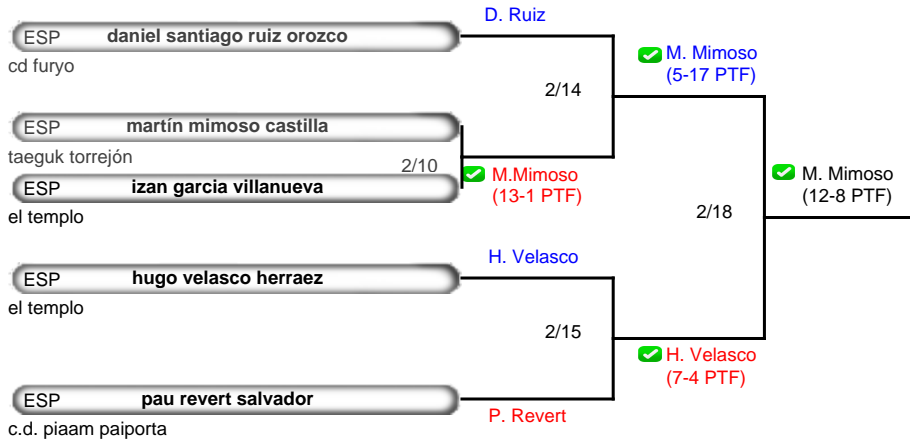 D. Ruiz
ESP daniel santiago ruiz orozco
cd furyo
M. Mimoso
(5-17 PTF)
2/14
ESP martín mimoso castilla
taeguk torrejón
2/10
M.Mimoso
(13-1 PTF)
ESP izan garcia villanueva
el templo
M. Mimoso
(12-8 PTF)
2/18
H. Velasco
ESP hugo velasco herraez
el templo
2/15
H. Velasco
(7-4 PTF)
ESP pau revert salvador
P. Revert
c.d. piaam paiporta